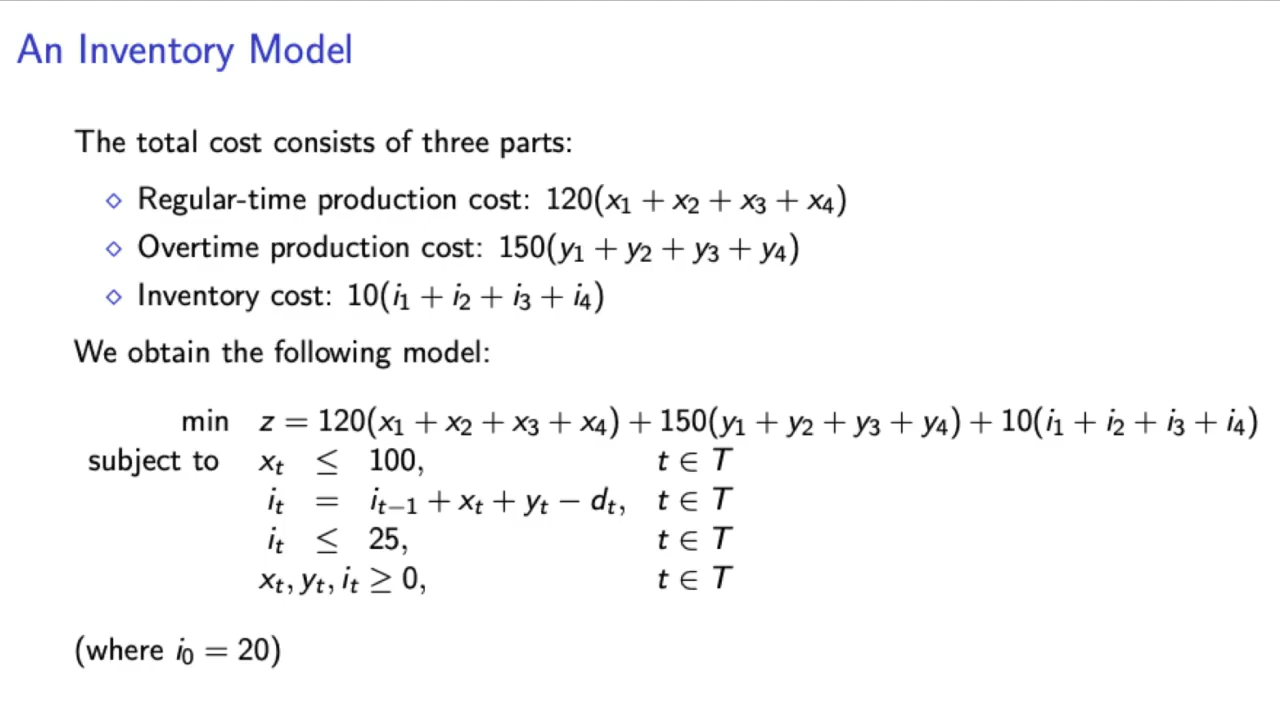 An Inventory Model
The total cost consists of three parts:
⋄ Regular-time production cost: 120(x₁ + x₂ + x₃ + x₄)
⋄ Overtime production cost: 150(y₁ + y₂ + y₃ + y₄)
⋄ Inventory cost: 10(i₁ + i₂ + i₃ + i₄)
We obtain the following model:
min z = 120(x₁ + x₂ + x₃ + x₄) + 150(y₁ + y₂ + y₃ + y₄) + 10(i₁ + i₂ + i₃ + i₄)
subject to xₜ ≤ 100, t ∈ T
iₜ = iₜ₋₁ + xₜ + yₜ − dₜ, t ∈ T
iₜ ≤ 25, t ∈ T
xₜ, yₜ, iₜ ≥ 0, t ∈ T
(where i₀ = 20)